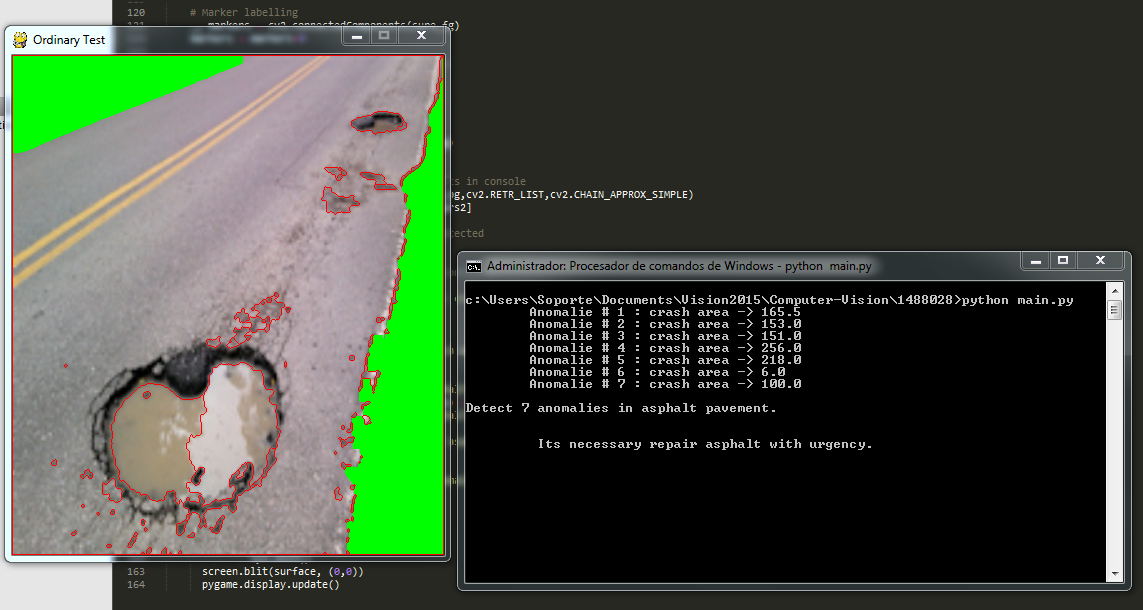 120 # Marker labelling
121 markers = cv2.connectedComponents(sure_fg)
Ordinary Test
ts in console
g,cv2.RETR_LIST,cv2.CHAIN_APPROX_SIMPLE)
rs2]
tected
Administrador: Procesador de comandos de Windows - python main.py
c:\Users\Soporte\Documents\Vision2015\Computer-Vision\1488028>python main.py
Anomalie # 1 : crash area -> 165.5
Anomalie # 2 : crash area -> 153.0
Anomalie # 3 : crash area -> 151.0
Anomalie # 4 : crash area -> 256.0
Anomalie # 5 : crash area -> 218.0
Anomalie # 6 : crash area -> 6.0
Anomalie # 7 : crash area -> 100.0
Detect 7 anomalies in asphalt pavement.
Its necessary repair asphalt with urgency.
163 screen.blit(surface, (0,0))
164 pygame.display.update()